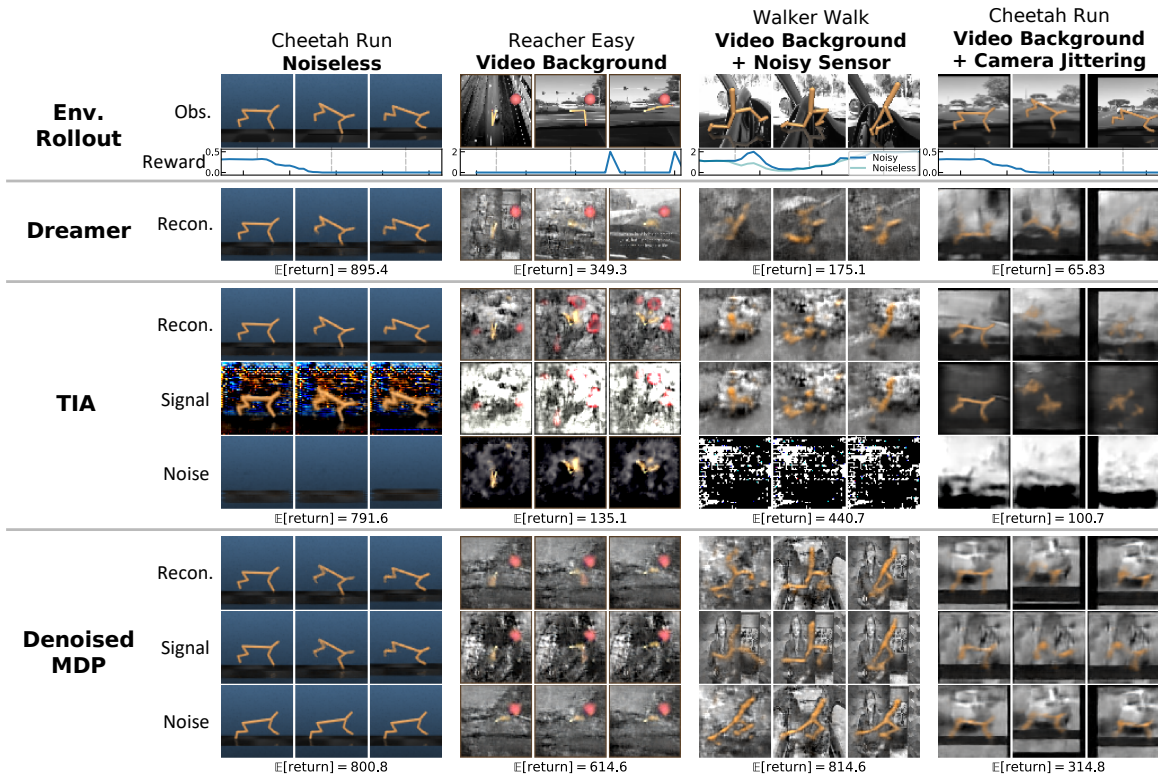 Cheetah Run
Noiseless
Reacher Easy
Video Background
Walker Walk
Video Background
+ Noisy Sensor
Cheetah Run
Video Background
+ Camera Jittering
Env.
Rollout
Obs.
Reward
0.5
0.0
2
0
2
0
Noisy
Noiseless
0.5
0.0
Dreamer
Recon.
𝔼[return] = 895.4
𝔼[return] = 349.3
𝔼[return] = 175.1
𝔼[return] = 65.83
TIA
Recon.
Signal
Noise
𝔼[return] = 791.6
𝔼[return] = 135.1
𝔼[return] = 440.7
𝔼[return] = 100.7
Denoised
MDP
Recon.
Signal
Noise
𝔼[return] = 800.8
𝔼[return] = 614.6
𝔼[return] = 814.6
𝔼[return] = 314.8